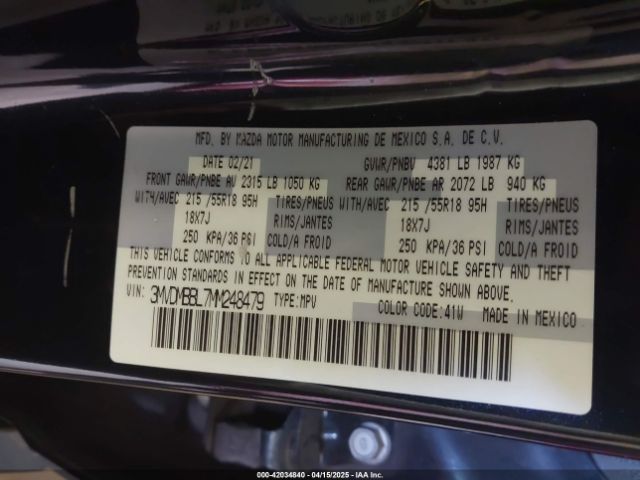 MFD. BY MAZDA MOTOR MANUFACTURING DE MEXICO S.A. DE C.V.
DATE 02/21 GVWR/PNBV 4381 LB 1987 KG
FRONT GAWR/PNBE AV 2315 LB 1050 KG REAR GAWR/PNBE AR 2072 LB 940 KG
WITH/AVEC 215 /55R18 95H TIRES/PNEUS WITH/AVEC 215 /55R18 95H TIRES/PNEUS
18X7J RIMS/JANTES 18X7J RIMS/JANTES
250 KPA/36 PSI COLD/A FROID 250 KPA/36 PSI COLD/A FROID
THIS VEHICLE CONFORMS TO ALL APPLICABLE FEDERAL MOTOR VEHICLE SAFETY AND THEFT
PREVENTION STANDARDS IN EFFECT ON THE DATE OF MANUFACTURE SHOWN ABOVE.
VIN: 3MVDMBBL7MM248479 TYPE:MPV COLOR CODE:41W MADE IN MEXICO
000-42034840 - 04/15/2025 - IAA Inc.